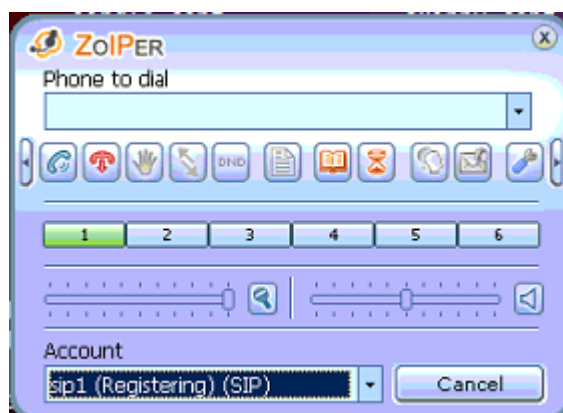 ZoIPER
Phone to dial
DND
1 2 3 4 5 6
Account
sip1 (Registering) (SIP)
Cancel